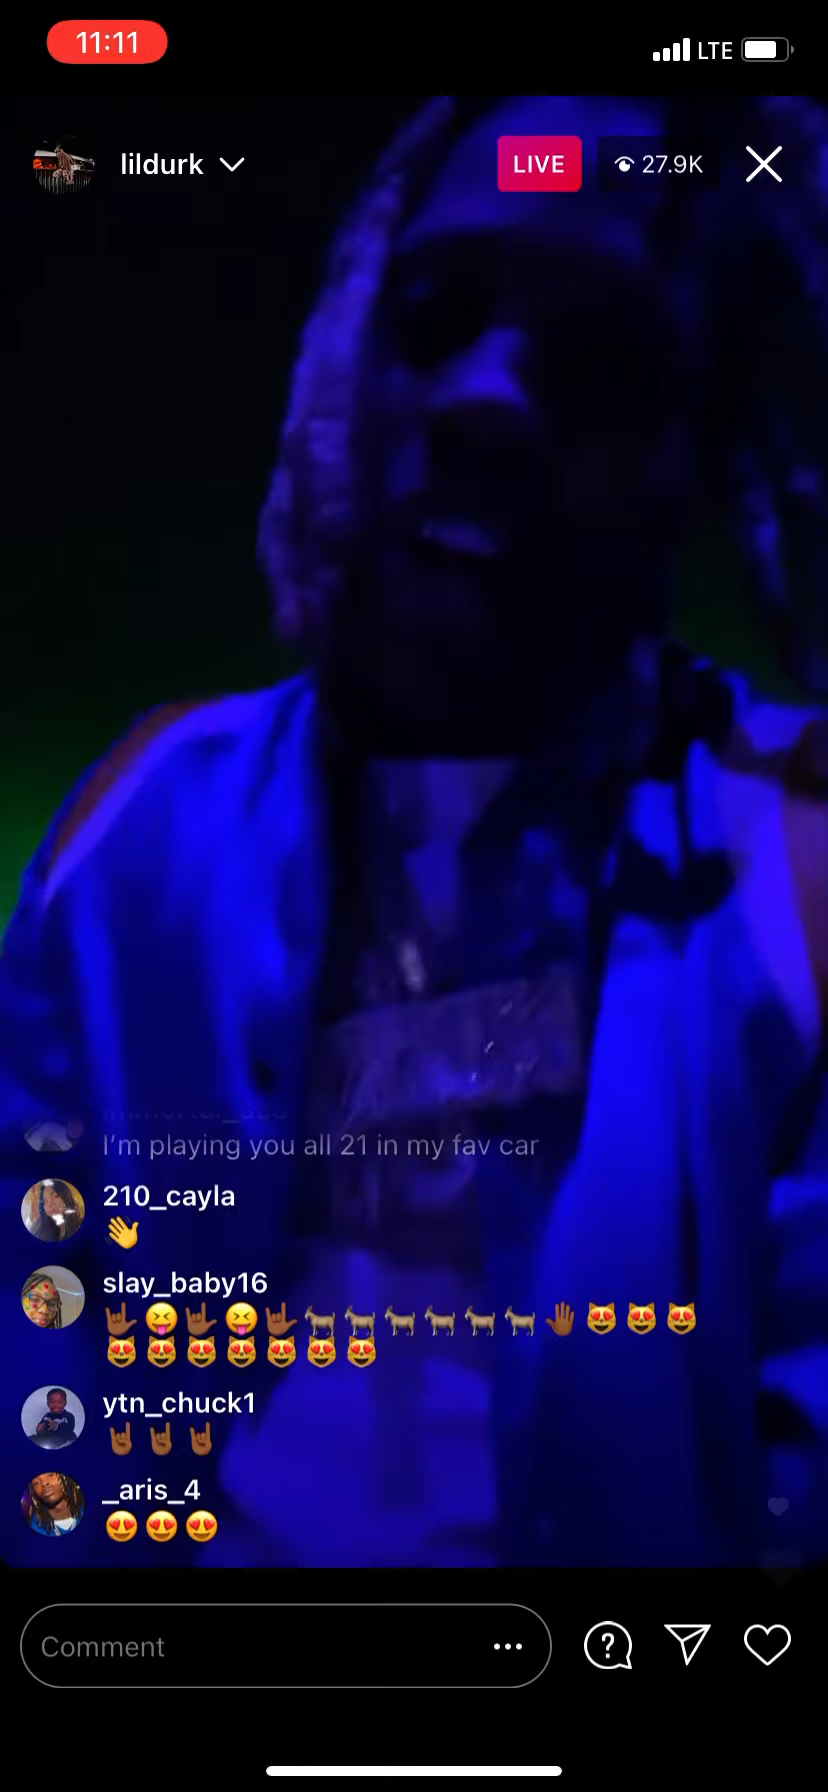 11:11
LTE
lildurk
LIVE
27.9K
I’m playing you all 21 in my fav car
210_cayla
👋
slay_baby16
🤟🏾😝🤟🏾😝🤟🏾🐐🐐🐐🐐🐐🐐🤚🏾😻😻😻
😻😻😻😻😻😻😻
ytn_chuck1
🤘🏾🤘🏾🤘🏾
_aris_4
😍😍😍
Comment